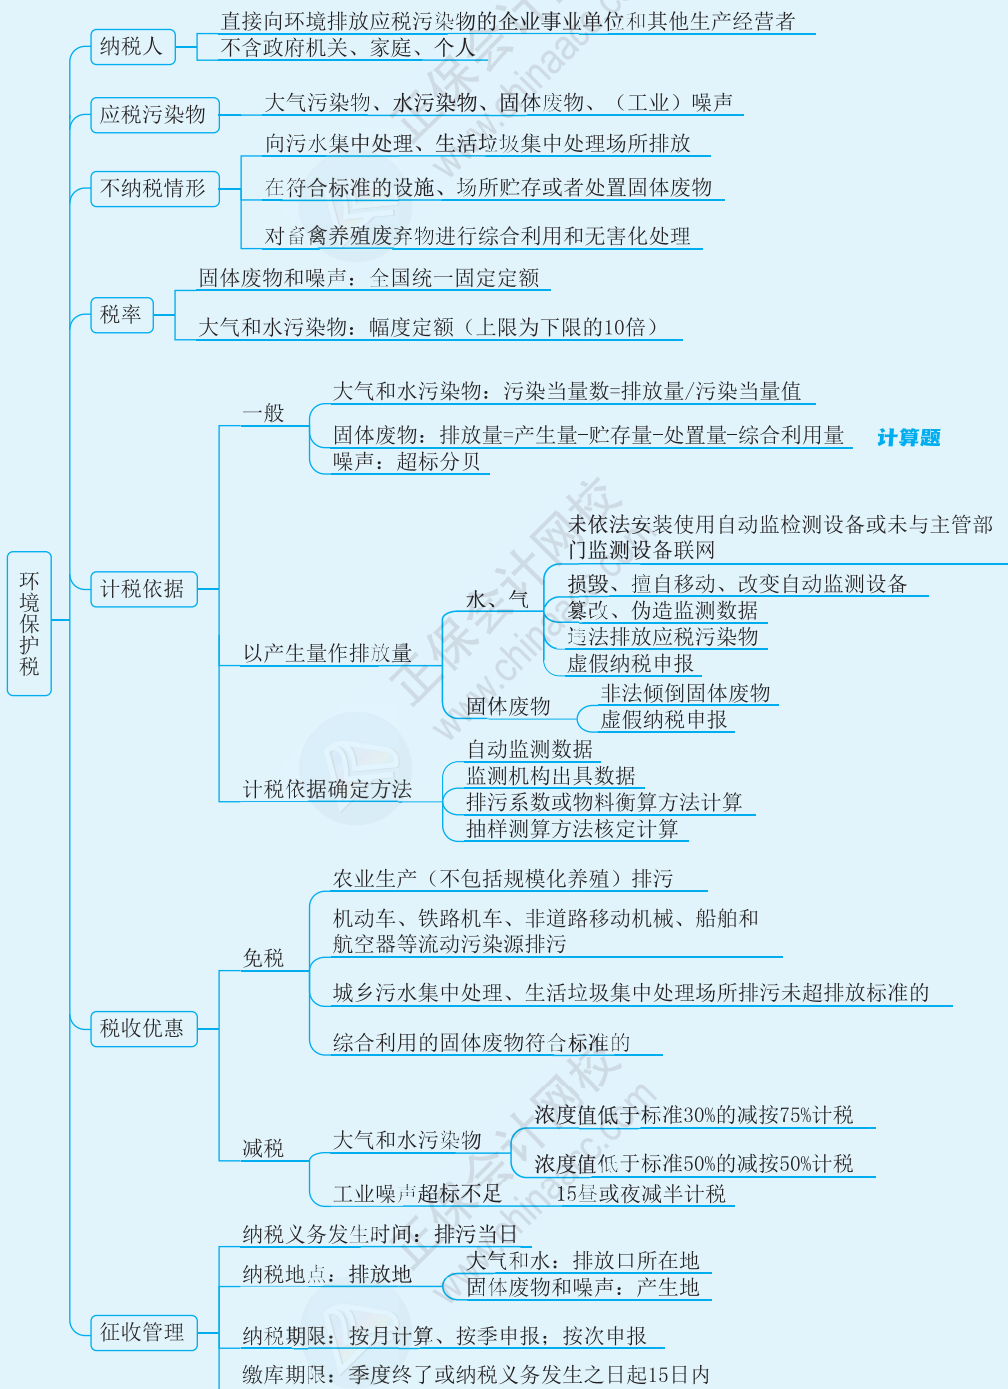 环境保护税
纳税人
直接向环境排放应税污染物的企业事业单位和其他生产经营者
不含政府机关、家庭、个人
应税污染物
大气污染物、水污染物、固体废物、（工业）噪声
不纳税情形
向污水集中处理、生活垃圾集中处理场所排放
在符合标准的设施、场所贮存或者处置固体废物
对畜禽养殖废弃物进行综合利用和无害化处理
税率
固体废物和噪声：全国统一固定定额
大气和水污染物：幅度定额（上限为下限的10倍）
计税依据
一般
大气和水污染物：污染当量数=排放量/污染当量值
固体废物：排放量=产生量-贮存量-处置量-综合利用量
计算题
噪声：超标分贝
以产生量作排放量
水、气
未依法安装使用自动监检测设备或未与主管部
门监测设备联网
损毁、擅自移动、改变自动监测设备
篡改、伪造监测数据
违法排放应税污染物
虚假纳税申报
固体废物
非法倾倒固体废物
虚假纳税申报
计税依据确定方法
自动监测数据
监测机构出具数据
排污系数或物料衡算方法计算
抽样测算方法核定计算
税收优惠
免税
农业生产（不包括规模化养殖）排污
机动车、铁路机车、非道路移动机械、船舶和
航空器等流动污染源排污
城乡污水集中处理、生活垃圾集中处理场所排污未超排放标准的
综合利用的固体废物符合标准的
减税
大气和水污染物
浓度值低于标准30%的减按75%计税
浓度值低于标准50%的减按50%计税
工业噪声超标不足 15昼或夜减半计税
征收管理
纳税义务发生时间：排污当日
纳税地点：排放地
大气和水：排放口所在地
固体废物和噪声：产生地
纳税期限：按月计算、按季申报；按次申报
缴库期限：季度终了或纳税义务发生之日起15日内
正保会计网校
www.chinaacc.com
正保会计网校
www.chinaacc.com
正保会计网校
www.chinaacc.com